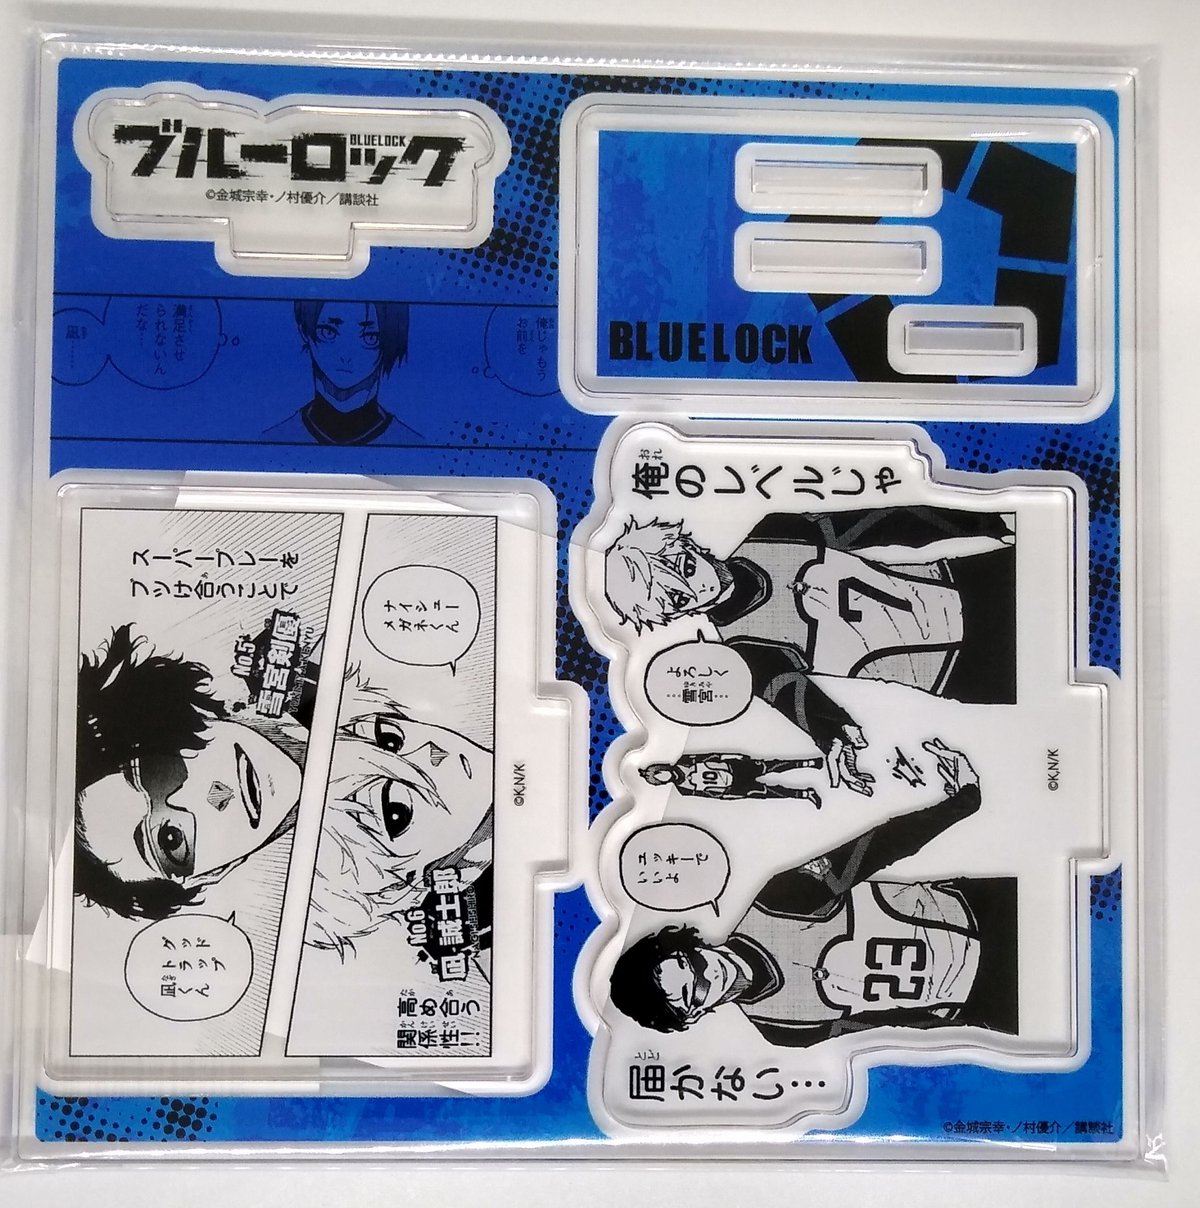 ブルーロック
BLUELOCK
©金城宗幸・ノ村優介／講談社
BLUELOCK
俺じゃもう
お前を
満足させ
られないん
だな…
凪……
スーパープレーを
ブッけ合うことで
No.5
雪宮剣優
グッド
トラップ
凪くん
ナイシュー
メガネくん
No.6
凪 誠士郎
高め合う
関係性!!
©K,N/K
俺のレベルじゃ
よろしく
…雪宮…
ユッキーで
いいよ
7
10
23
届かない…
©K,N/K
©金城宗幸・ノ村優介／講談社